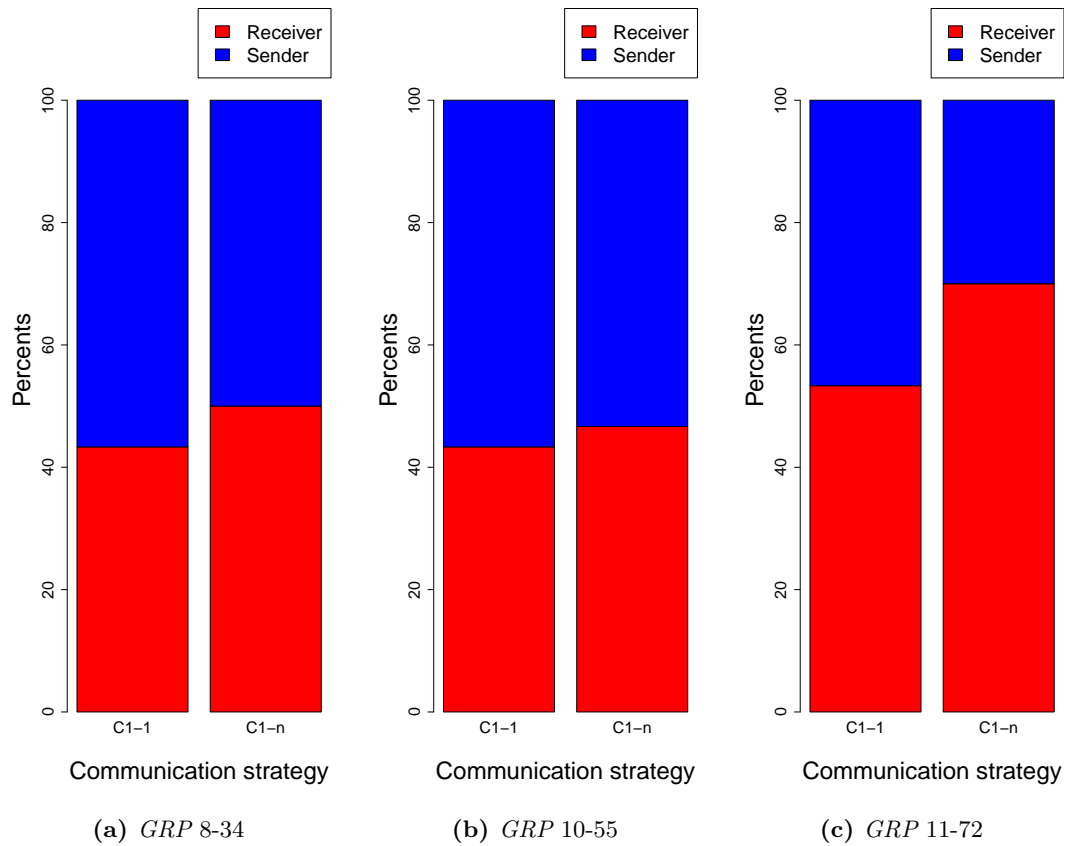 Receiver
Sender
Percents
0
20
40
60
80
100
C1−1
C1−n
Communication strategy
(a) GRP 8-34
Receiver
Sender
Percents
0
20
40
60
80
100
C1−1
C1−n
Communication strategy
(b) GRP 10-55
Receiver
Sender
Percents
0
20
40
60
80
100
C1−1
C1−n
Communication strategy
(c) GRP 11-72